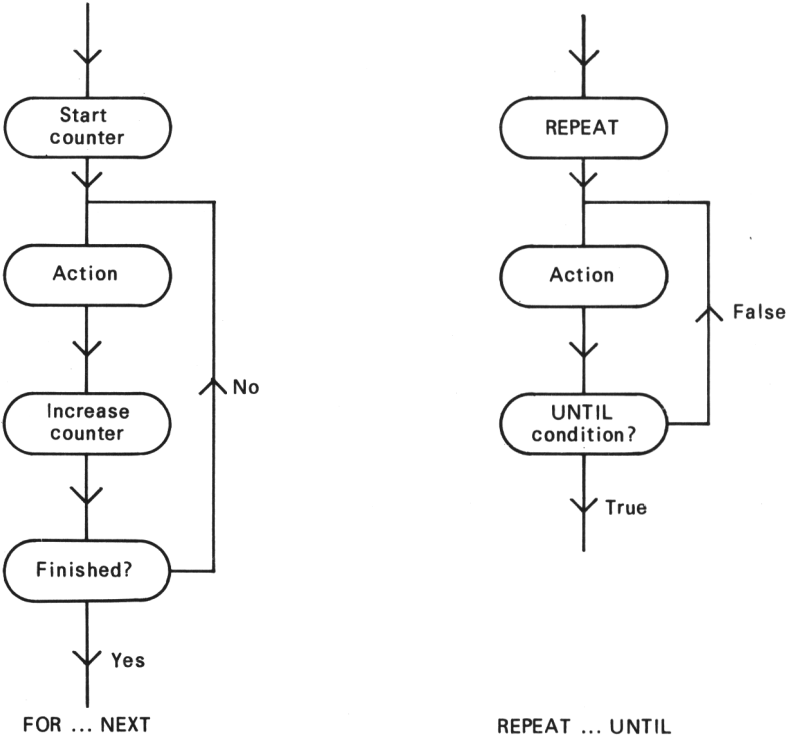 Start
counter
Action
Increase
counter
No
Finished?
Yes
FOR ... NEXT
REPEAT
Action
False
UNTIL
condition?
True
REPEAT ... UNTIL